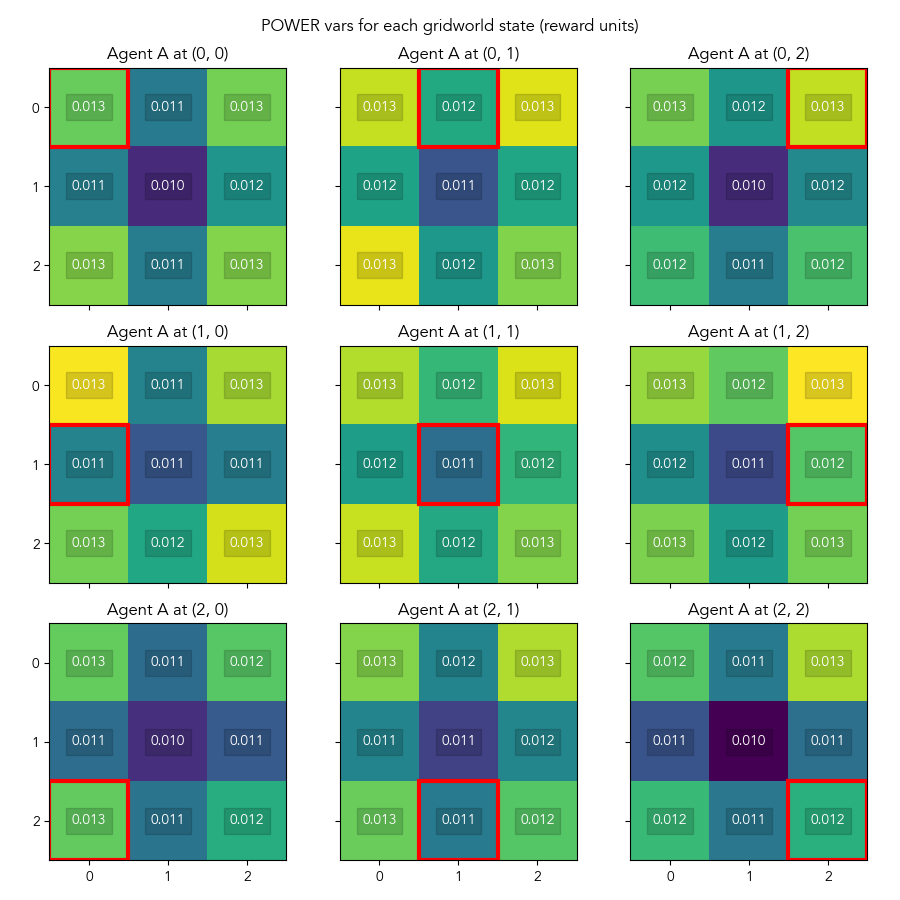 POWER vars for each gridworld state (reward units)
Agent A at (0, 0) Agent A at (0, 1) Agent A at (0, 2)
0 0.013 0.011 0.013 0.013 0.012 0.013 0.013 0.012 0.013
1 0.011 0.010 0.012 0.012 0.011 0.012 0.012 0.010 0.012
2 0.013 0.011 0.013 0.013 0.012 0.013 0.012 0.011 0.012
Agent A at (1, 0) Agent A at (1, 1) Agent A at (1, 2)
0 0.013 0.011 0.013 0.013 0.012 0.013 0.013 0.012 0.013
1 0.011 0.011 0.011 0.012 0.011 0.012 0.012 0.011 0.012
2 0.013 0.012 0.013 0.013 0.012 0.013 0.013 0.012 0.013
Agent A at (2, 0) Agent A at (2, 1) Agent A at (2, 2)
0 0.013 0.011 0.012 0.013 0.012 0.013 0.012 0.011 0.013
1 0.011 0.010 0.011 0.011 0.011 0.012 0.011 0.010 0.011
2 0.013 0.011 0.012 0.013 0.011 0.012 0.012 0.011 0.012
0 1 2 0 1 2 0 1 2